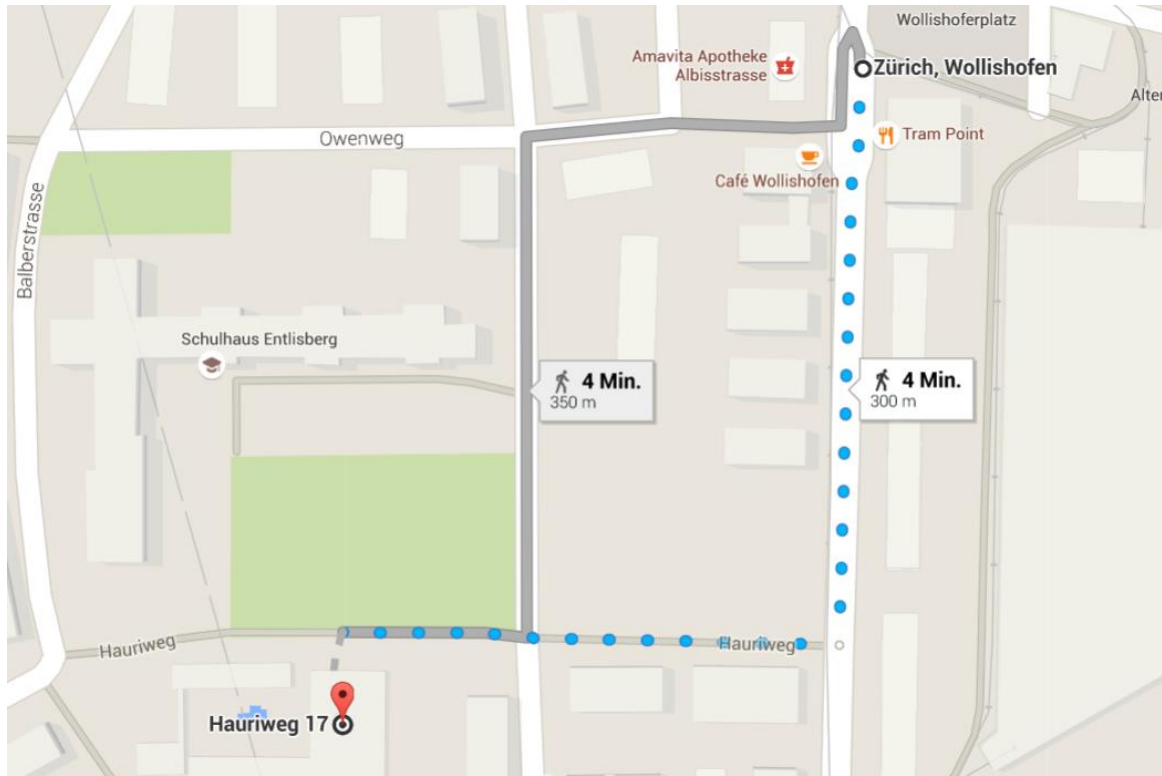 Wollishoferplatz
Amavita Apotheke
Albisstrasse
Zürich, Wollishofen
Alter
Owenweg
Tram Point
Café Wollishofen
Balberstrasse
Schulhaus Entlisberg
4 Min.
350 m
4 Min.
300 m
Hauriweg
Hauriweg
Hauriweg 17